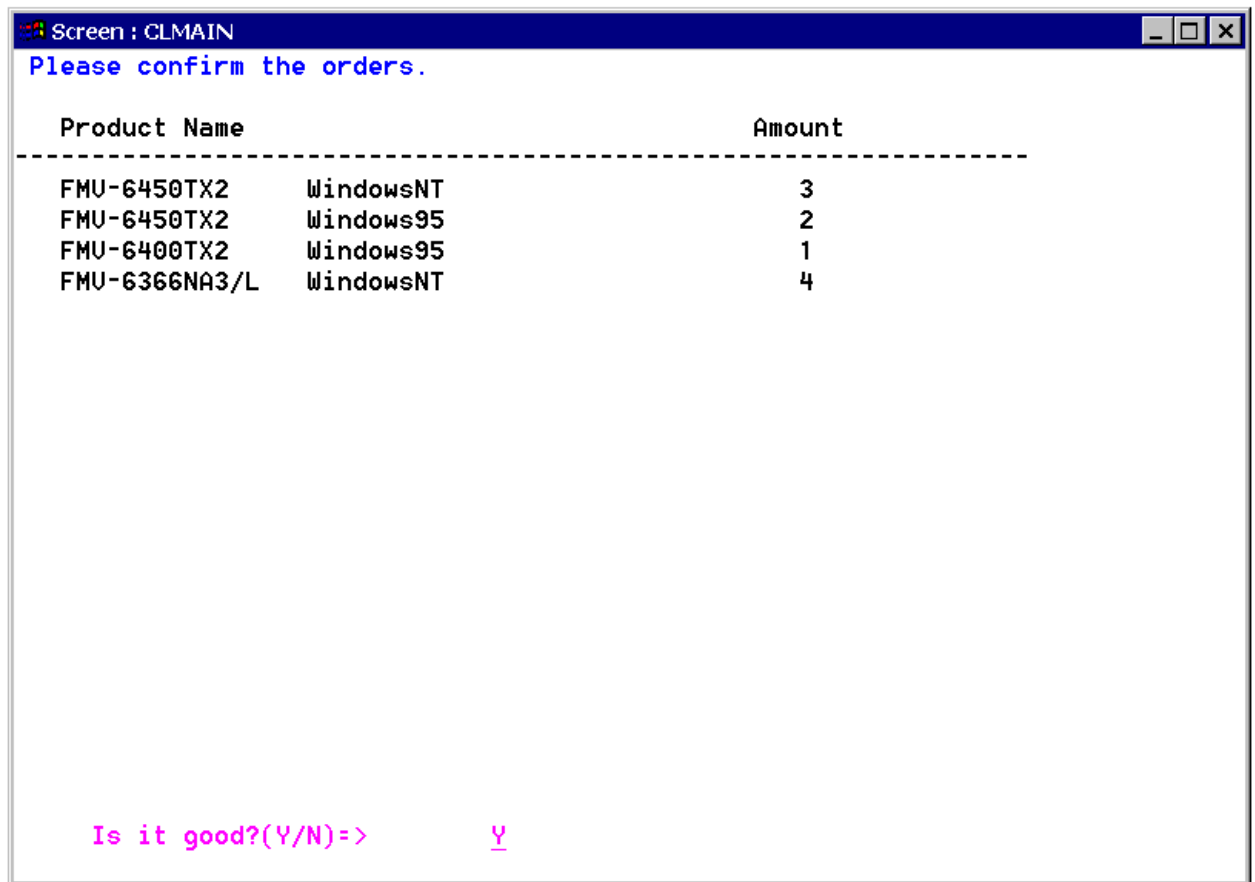 Screen : CLMAIN
Please confirm the orders.
Product Name Amount
-------------------------------------------------------------------
FMV-6450TX2 WindowsNT 3
FMV-6450TX2 Windows95 2
FMV-6400TX2 Windows95 1
FMV-6366NA3/L WindowsNT 4
Is it good?(Y/N)=> Y